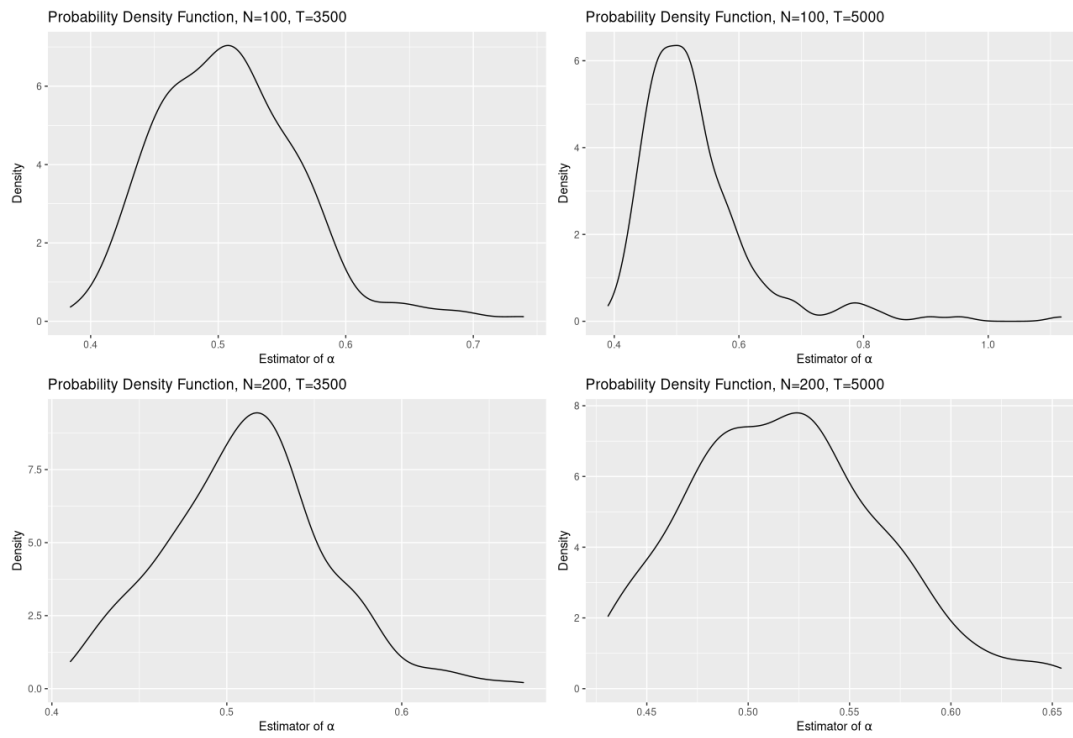 Probability Density Function, N=100, T=3500
6
4
2
0
Density
0.4 0.5 0.6 0.7
Estimator of α
Probability Density Function, N=100, T=5000
6
4
2
0
Density
0.4 0.6 0.8 1.0
Estimator of α
Probability Density Function, N=200, T=3500
7.5
5.0
2.5
0.0
Density
0.4 0.5 0.6
Estimator of α
Probability Density Function, N=200, T=5000
8
6
4
2
0
Density
0.45 0.50 0.55 0.60 0.65
Estimator of α